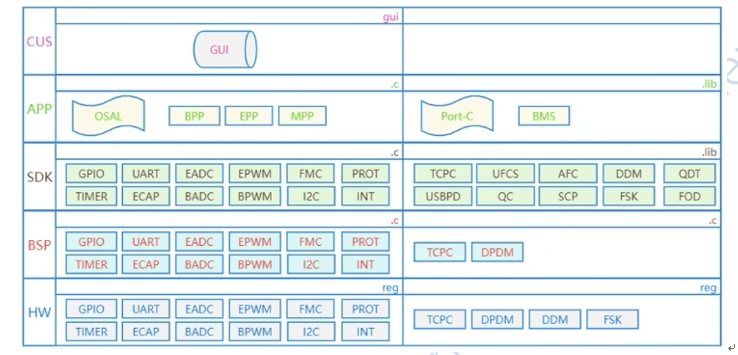 gui
CUS GUI
.c .lib
APP OSAL BPP EPP MPP Port-C BMS
.c .lib
GPIO UART EADC EPWM FMC PROT TCPC UFCS AFC DDM QDT
SDK
TIMER ECAP BADC BPWM I2C INT USBPD QC SCP FSK FOD
.c .c
GPIO UART EADC EPWM FMC PROT
BSP TCPC DPDM
TIMER ECAP BADC BPWM I2C INT
reg reg
GPIO UART EADC EPWM FMC PROT
HW TCPC DPDM DDM FSK
TIMER ECAP BADC BPWM I2C INT